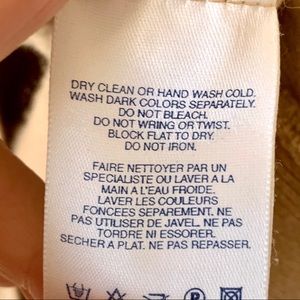 DRY CLEAN OR HAND WASH COLD.
WASH DARK COLORS SEPARATELY.
DO NOT BLEACH.
DO NOT WRING OR TWIST.
BLOCK FLAT TO DRY.
DO NOT IRON.
FAIRE NETTOYER PAR UN
SPECIALISTE OU LAVER A LA
MAIN A L'EAU FROIDE.
LAVER LES COULEURS
FONCEES SEPAREMENT. NE
PAS UTILISER DE JAVEL. NE PAS
TORDRE NI ESSORER.
SECHER A PLAT. NE PAS REPASSER.